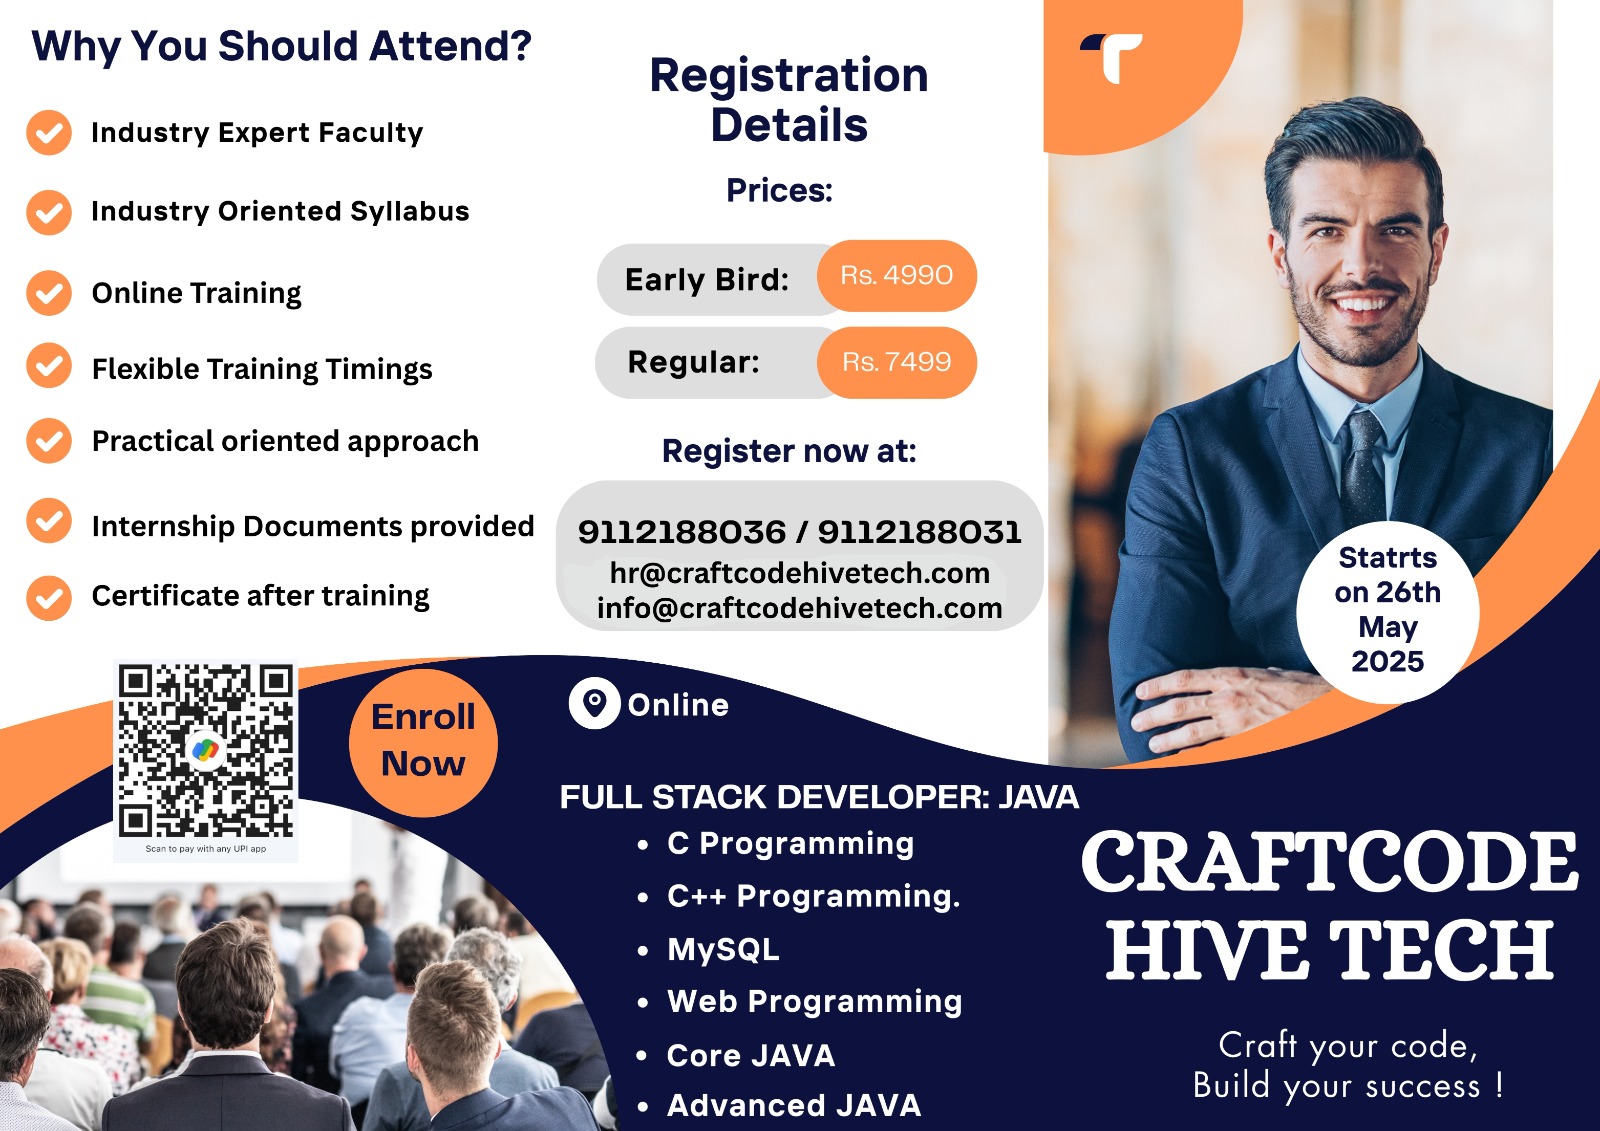 Why You Should Attend?
Industry Expert Faculty
Industry Oriented Syllabus
Online Training
Flexible Training Timings
Practical oriented approach
Internship Documents provided
Certificate after training
Scan to pay with any UPI app
Enroll
Now
Registration
Details
Prices:
Early Bird: Rs. 4990
Regular: Rs. 7499
Register now at:
9112188036 / 9112188031
hr@craftcodehivetech.com
info@craftcodehivetech.com
Online
FULL STACK DEVELOPER: JAVA
• C Programming
• C++ Programming.
• MySQL
• Web Programming
• Core JAVA
• Advanced JAVA
Statrts
on 26th
May
2025
CRAFTCODE
HIVE TECH
Craft your code,
Build your success !